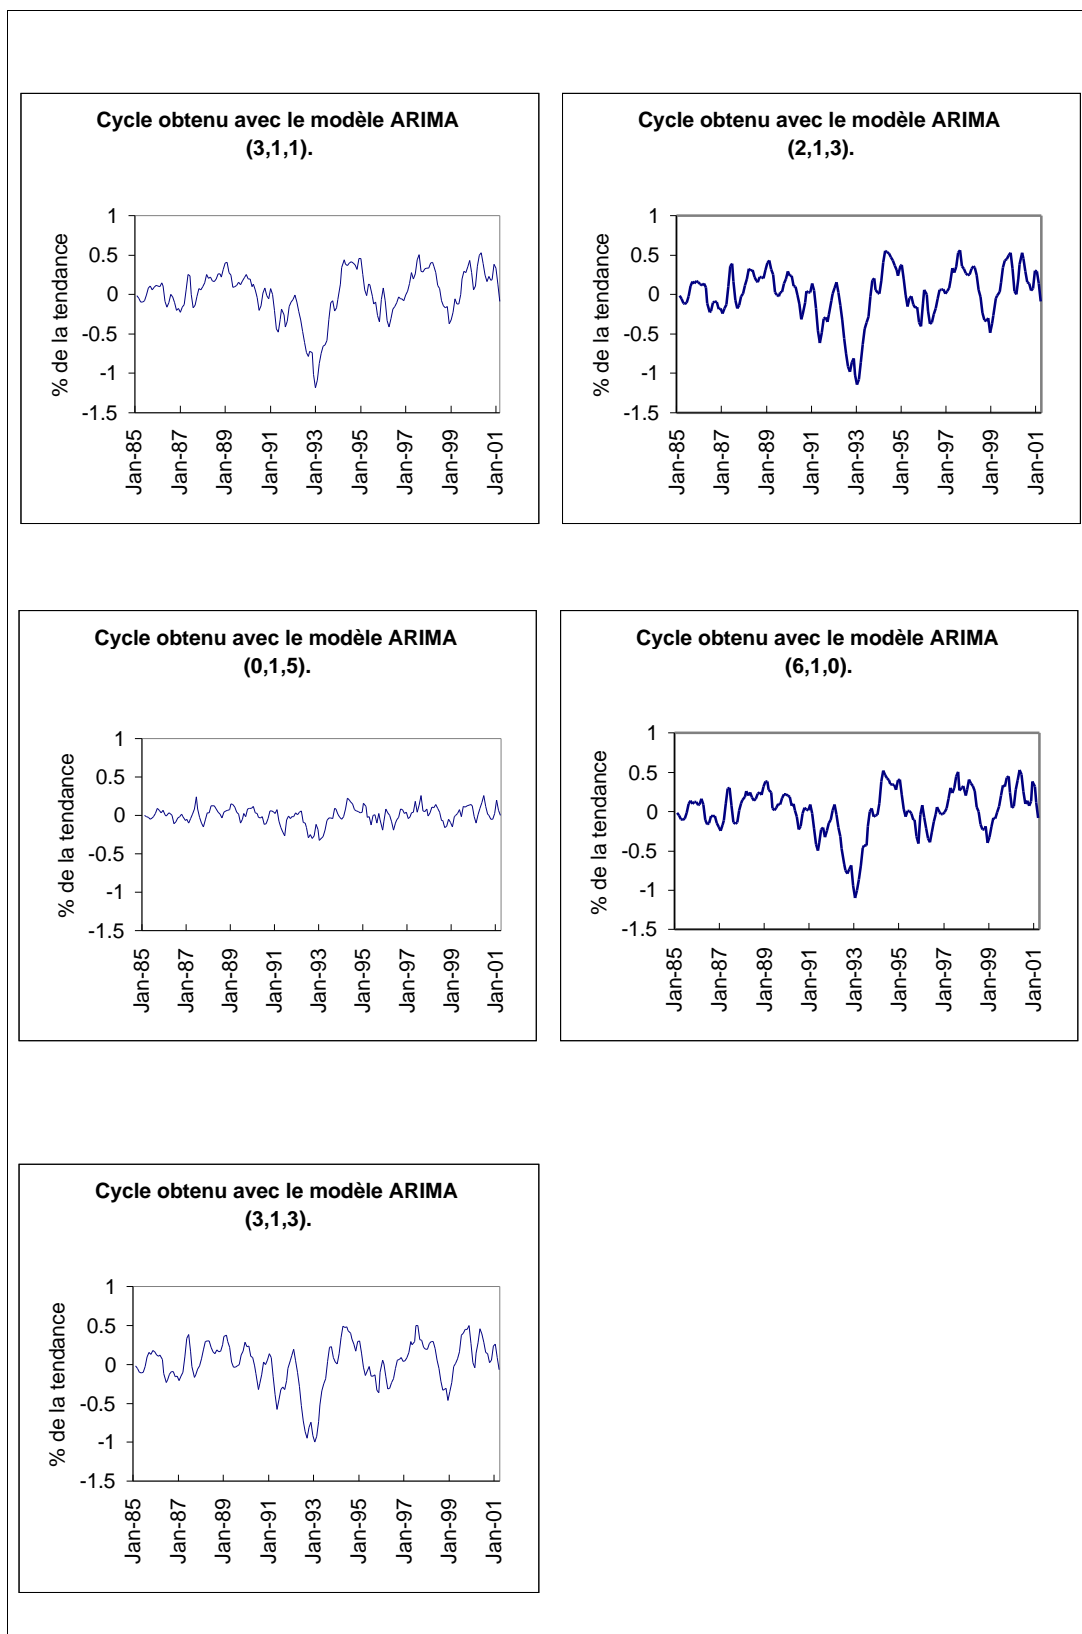 Cycle obtenu avec le modèle ARIMA
(3,1,1).
% de la tendance
1
0.5
0
-0.5
-1
-1.5
Jan-85
Jan-87
Jan-89
Jan-91
Jan-93
Jan-95
Jan-97
Jan-99
Jan-01
Cycle obtenu avec le modèle ARIMA
(2,1,3).
% de la tendance
1
0.5
0
-0.5
-1
-1.5
Jan-85
Jan-87
Jan-89
Jan-91
Jan-93
Jan-95
Jan-97
Jan-99
Jan-01
Cycle obtenu avec le modèle ARIMA
(0,1,5).
% de la tendance
1
0.5
0
-0.5
-1
-1.5
Jan-85
Jan-87
Jan-89
Jan-91
Jan-93
Jan-95
Jan-97
Jan-99
Jan-01
Cycle obtenu avec le modèle ARIMA
(6,1,0).
% de la tendance
1
0.5
0
-0.5
-1
-1.5
Jan-85
Jan-87
Jan-89
Jan-91
Jan-93
Jan-95
Jan-97
Jan-99
Jan-01
Cycle obtenu avec le modèle ARIMA
(3,1,3).
% de la tendance
1
0.5
0
-0.5
-1
-1.5
Jan-85
Jan-87
Jan-89
Jan-91
Jan-93
Jan-95
Jan-97
Jan-99
Jan-01